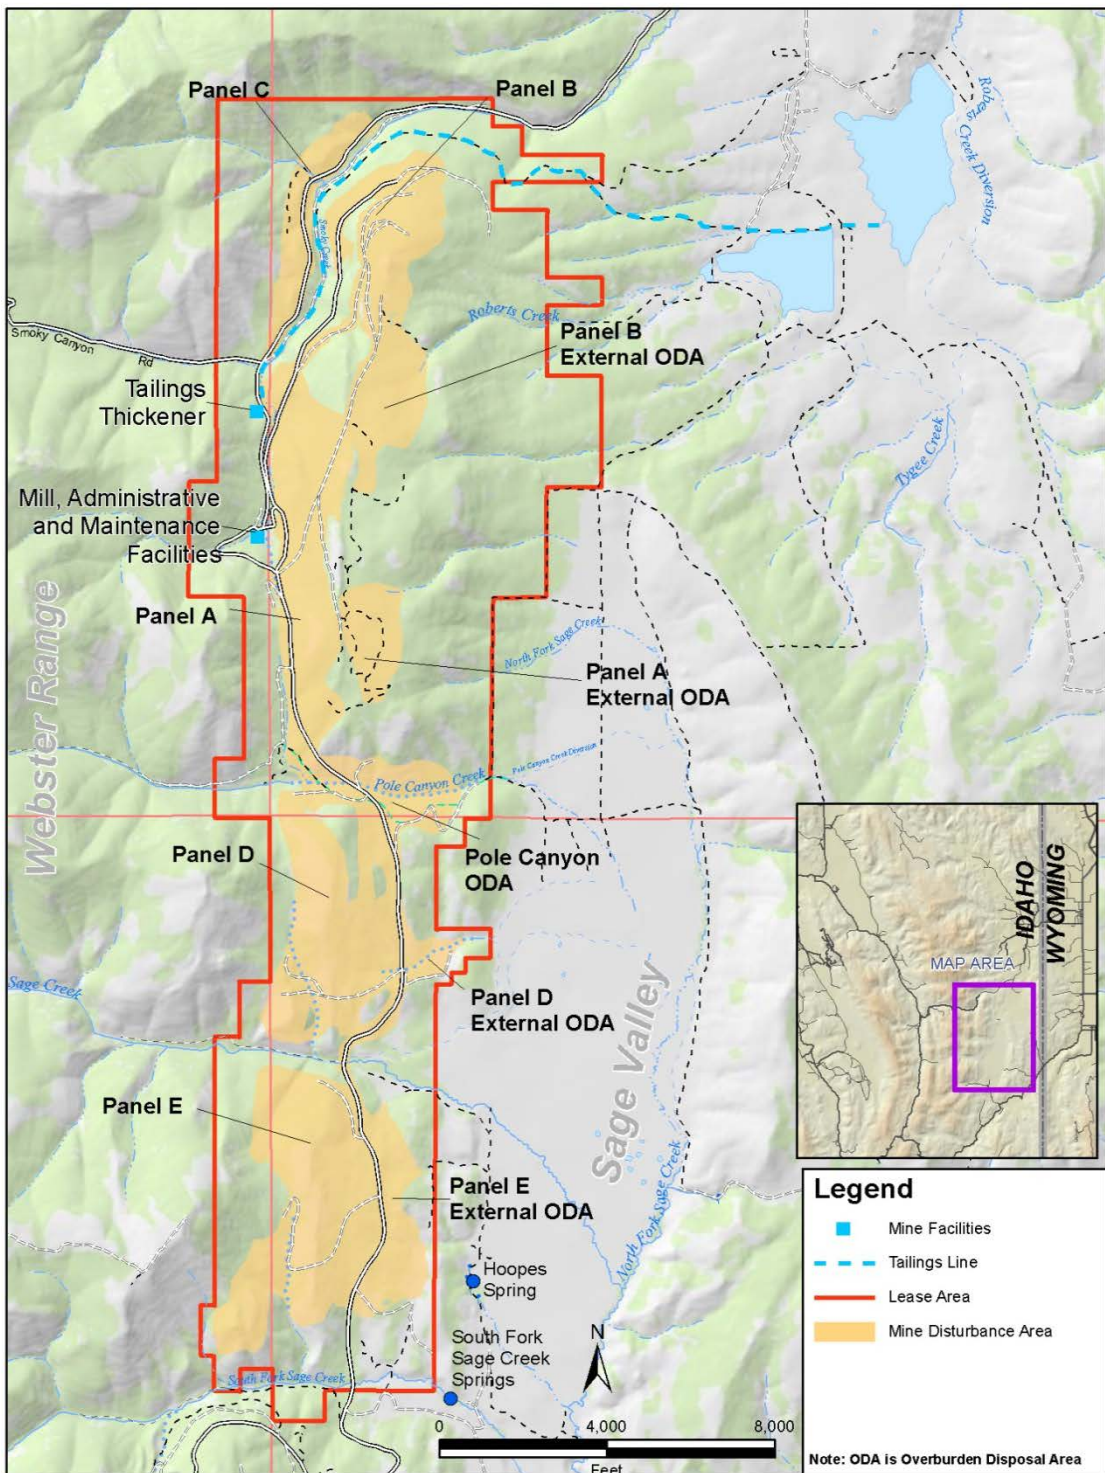 Panel C
Panel B
Roberts
Creek Diversion
Smoky Creek
Roberts Creek
Smoky Canyon
Rd
Panel B
External ODA
Tailings
Thickener
Tygee Creek
Mill, Administrative
and Maintenance
Facilities
Webster Range
Panel A
North Fork Sage Creek
Panel A
External ODA
Pole Canyon Creek Diversion
Pole Canyon Creek
Panel D
Pole Canyon
ODA
IDAHO
WYOMING
MAP AREA
Sage Creek
Panel D
External ODA
Sage Valley
Panel E
Panel E
External ODA
North Fork Sage Creek
Hoopes
Spring
South Fork
Sage Creek
Springs
South Fork Sage Creek
N
0
4,000
8,000
Feet
Legend
Mine Facilities
Tailings Line
Lease Area
Mine Disturbance Area
Note: ODA is Overburden Disposal Area